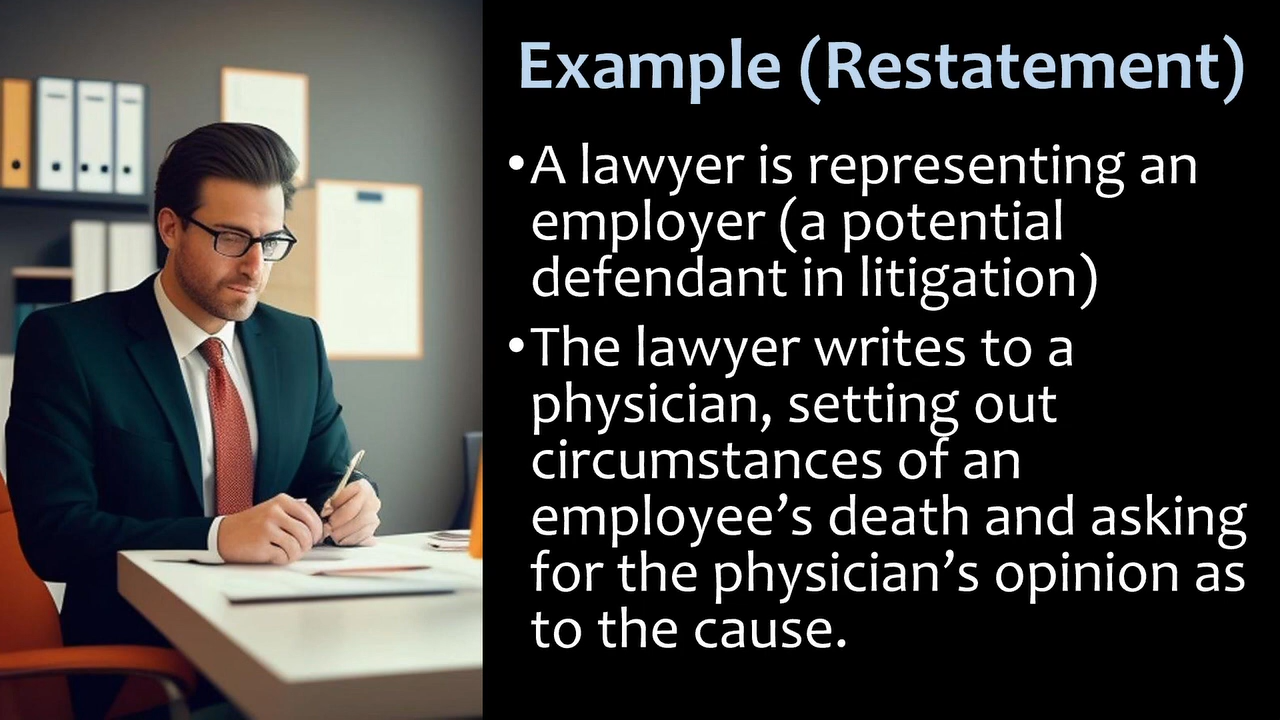 Example (Restatement)
•A lawyer is representing an
employer (a potential
defendant in litigation)
•The lawyer writes to a
physician, setting out
circumstances of an
employee’s death and asking
for the physician’s opinion as
to the cause.